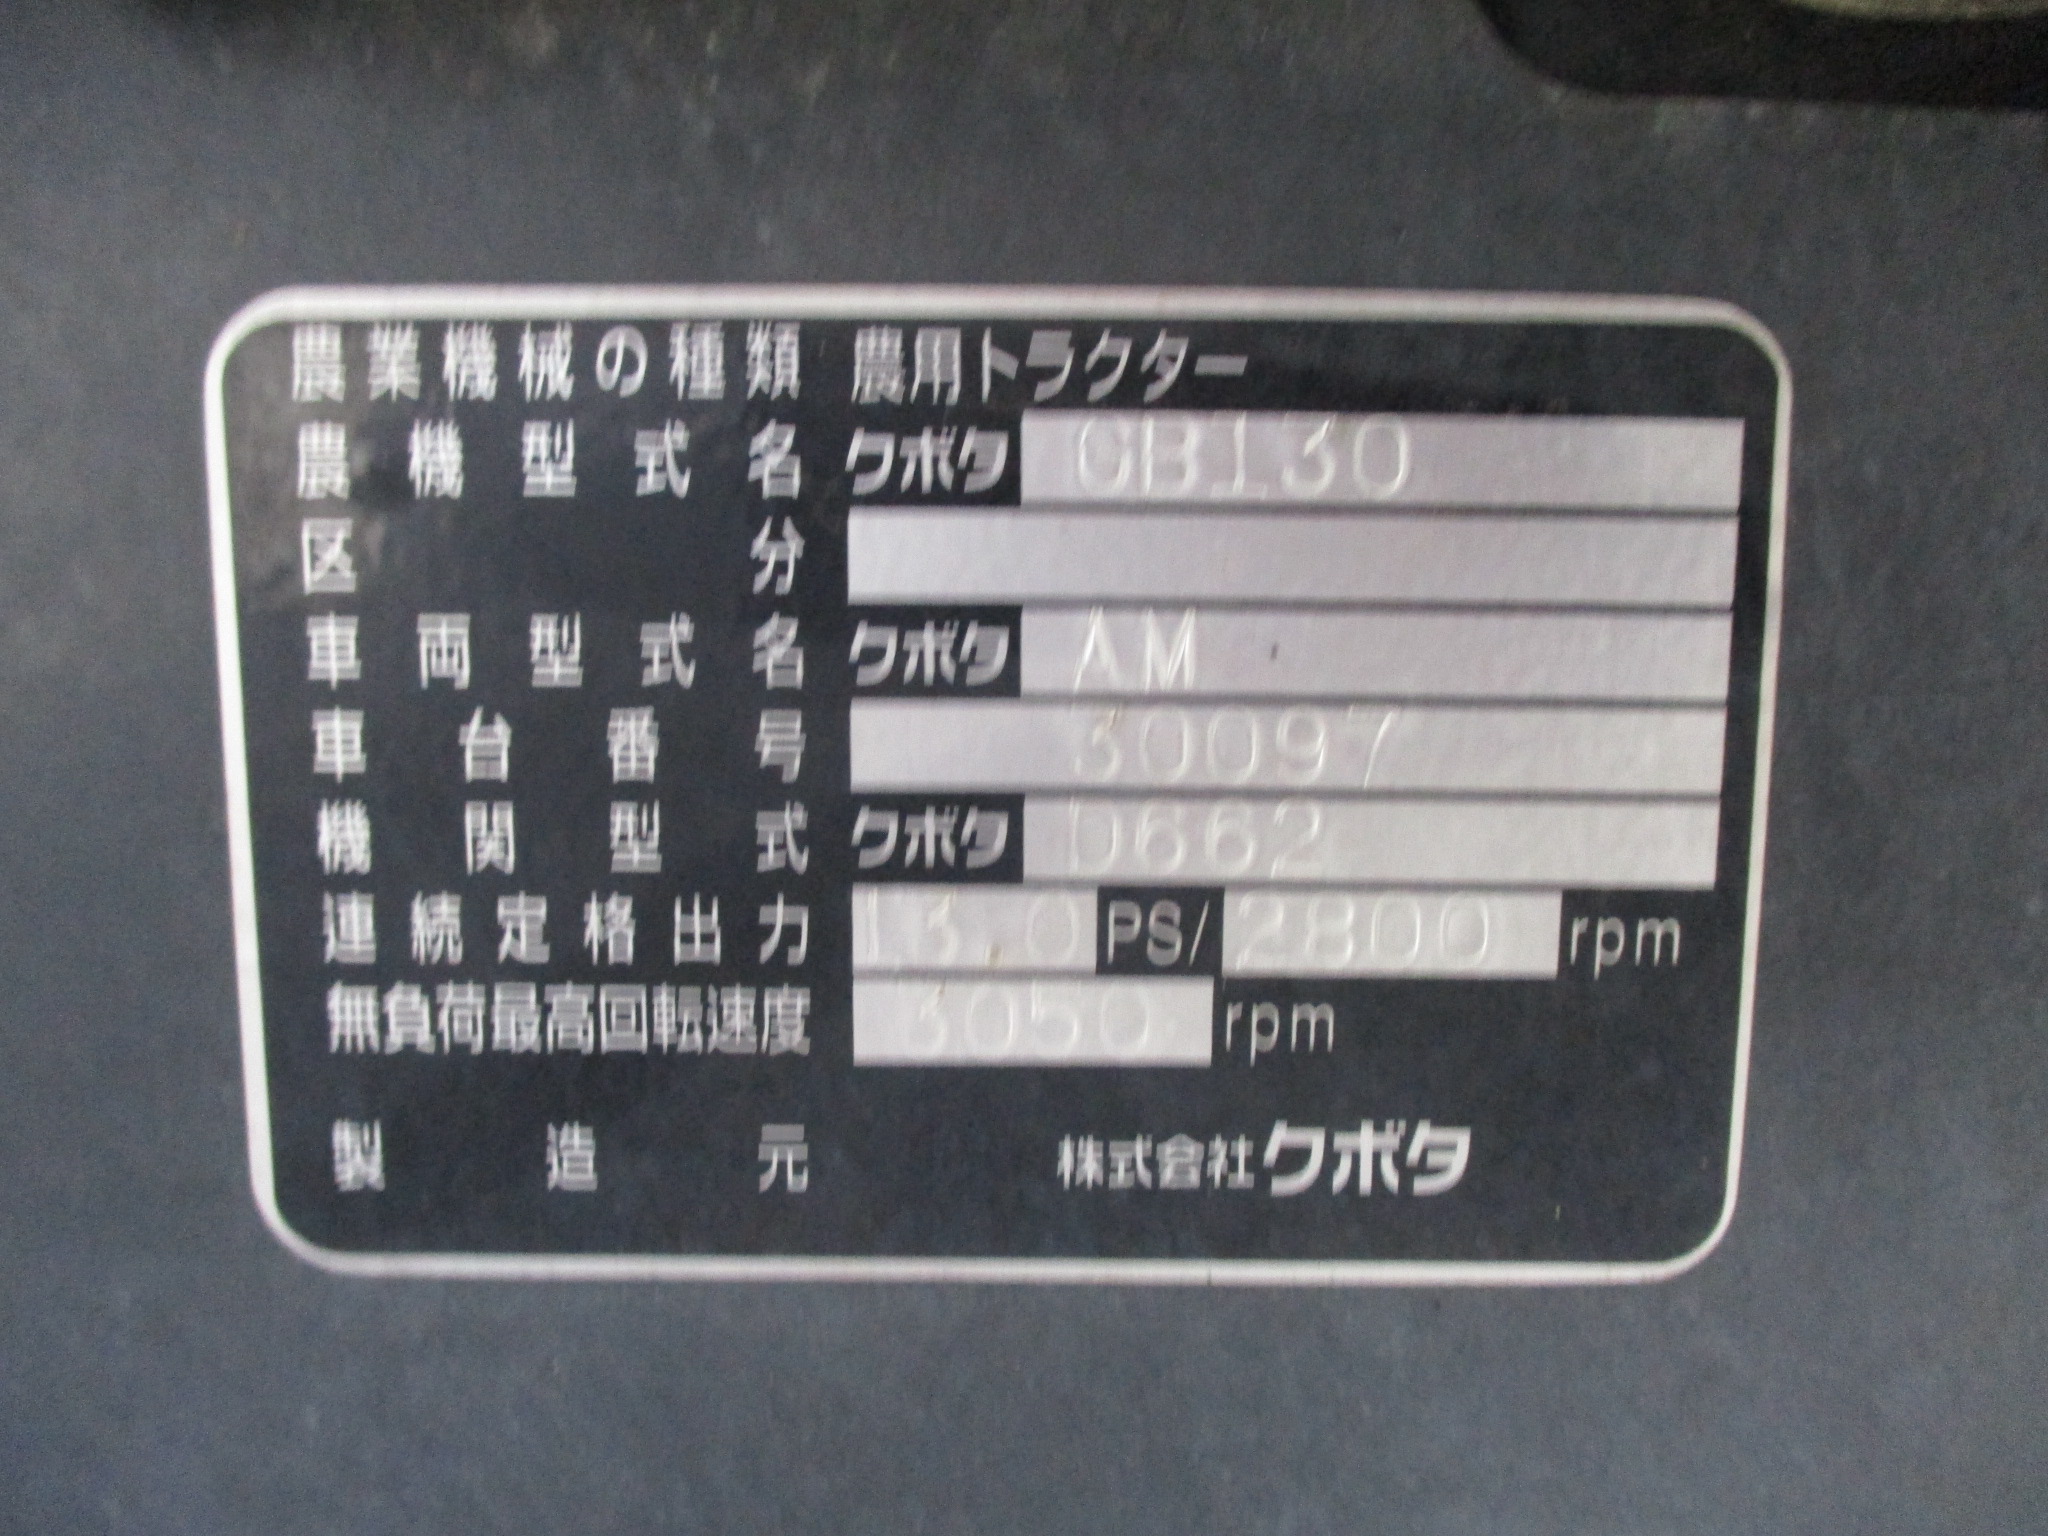 農業機械の種類 農用トラクター
農機型式名 クボタ GB130
区分
車両型式名 クボタ AM
車台番号 30097
機関型式 クボタ D662
連続定格出力 13.0 PS/ 2800 rpm
無負荷最高回転速度 3050 rpm
製造元 株式会社クボタ